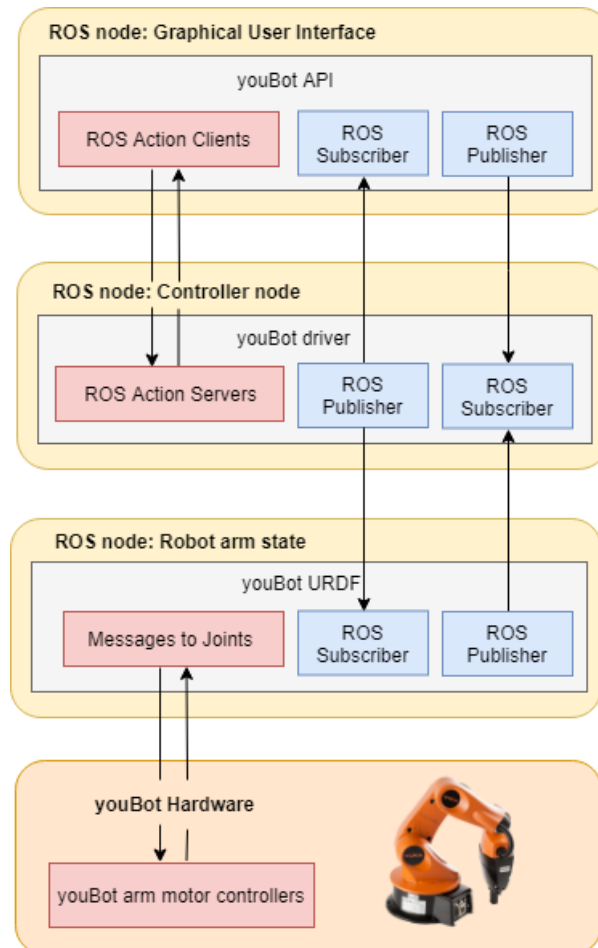 ROS node: Graphical User Interface
youBot API
ROS Action Clients
ROS
Subscriber
ROS
Publisher
ROS node: Controller node
youBot driver
ROS Action Servers
ROS
Publisher
ROS
Subscriber
ROS node: Robot arm state
youBot URDF
Messages to Joints
ROS
Subscriber
ROS
Publisher
youBot Hardware
youBot arm motor controllers